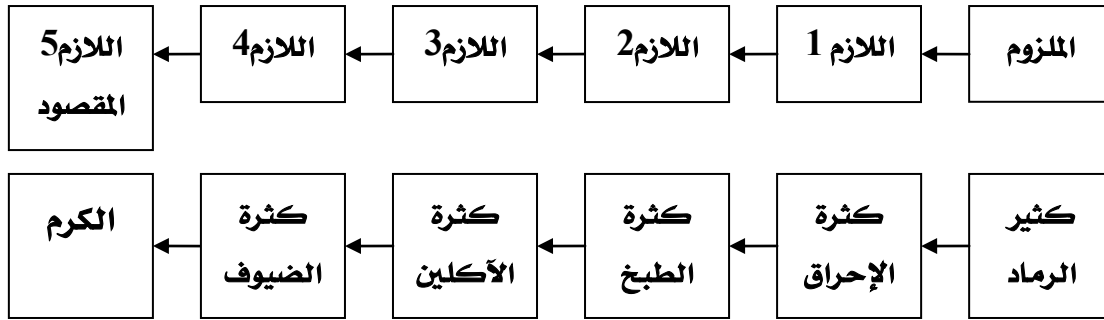 الملزوم
اللازم 1
اللازم2
اللازم3
اللازم4
اللازم5
المقصود
كثير
الرماد
كثرة
الإحراق
كثرة
الطبخ
كثرة
الآكلين
كثرة
الضيوف
الكرم